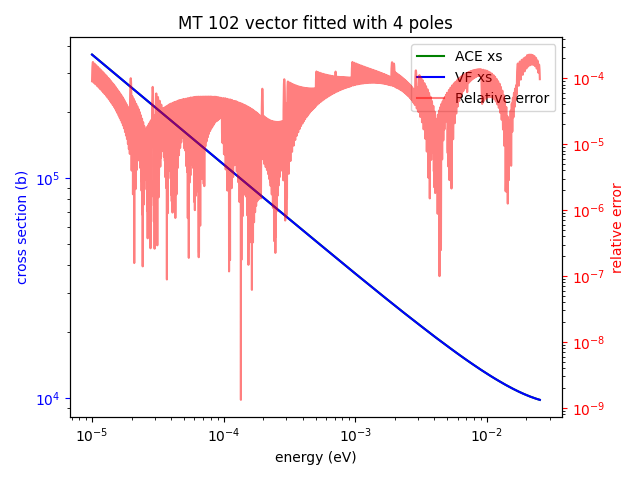 MT 102 vector fitted with 4 poles
ACE xs
VF xs
Relative error
cross section (b)
10^5
10^4
relative error
10^-4
10^-5
10^-6
10^-7
10^-8
10^-9
10^-5 10^-4 10^-3 10^-2
energy (eV)